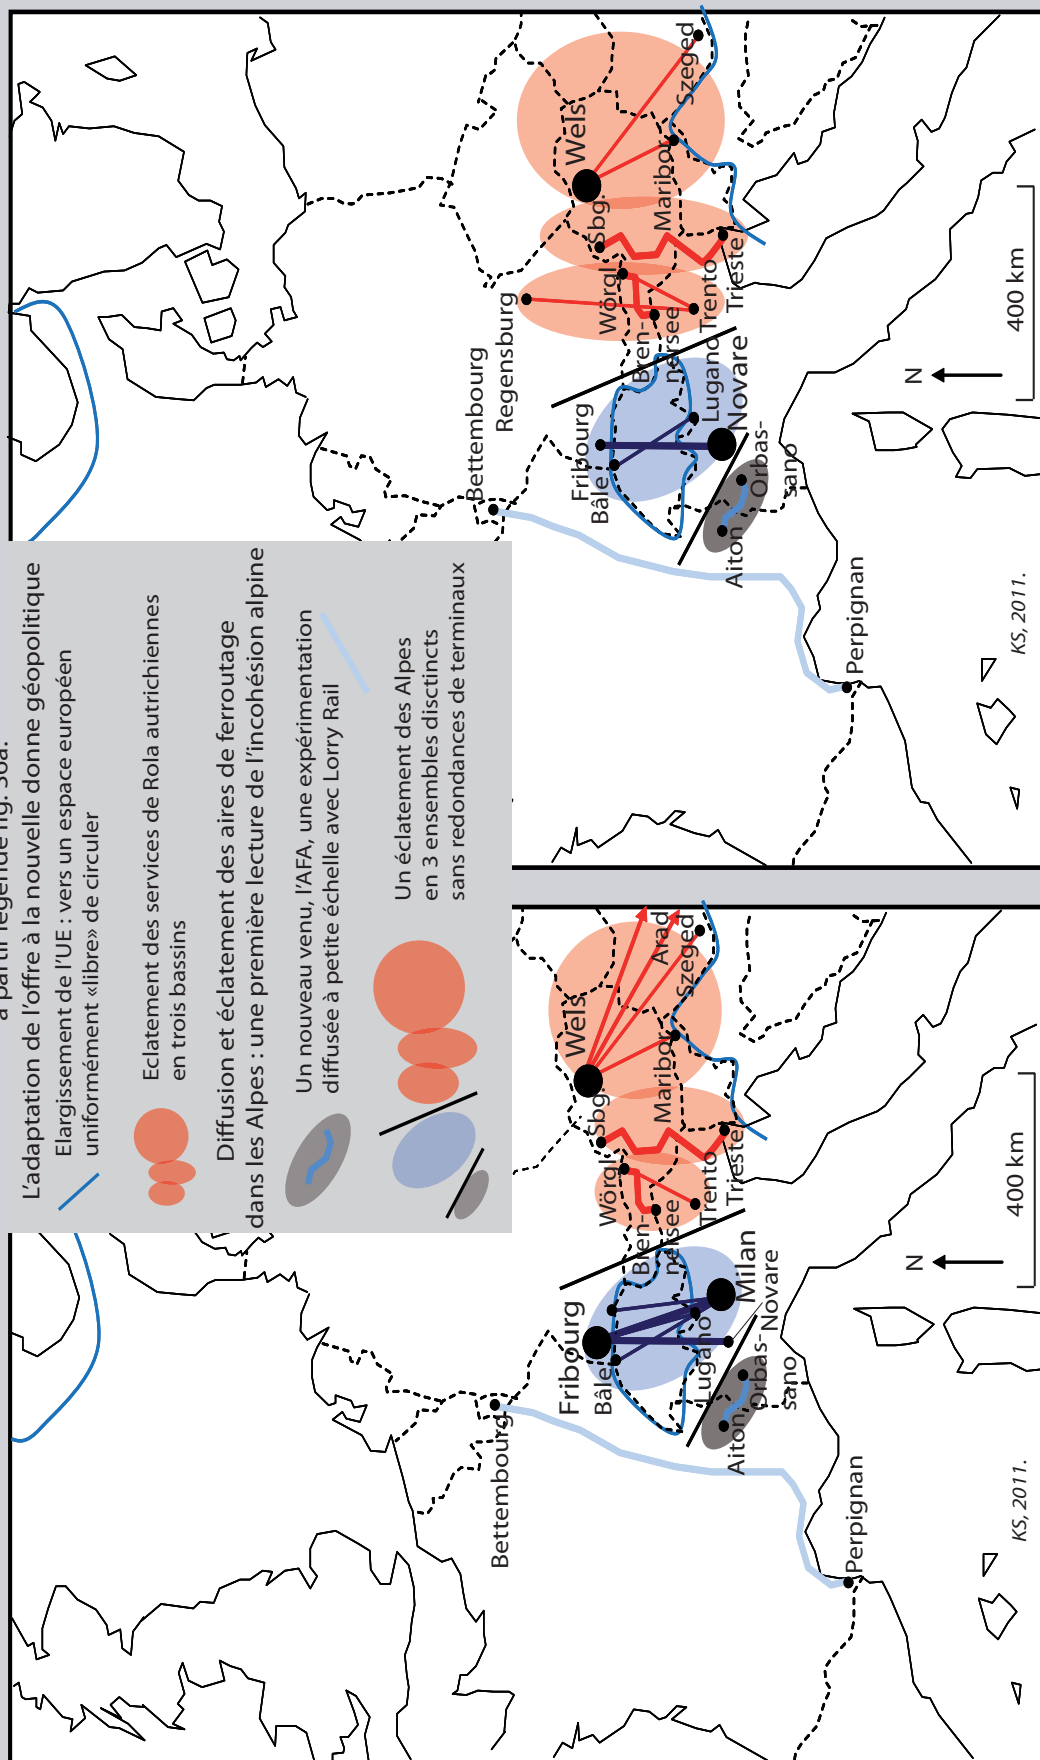 à partir légende fig. 30a.
L'adaptation de l'offre à la nouvelle donne géopolitique
Elargissement de l'UE : vers un espace européen
uniformément «libre» de circuler
Eclatement des services de Rola autrichiennes
en trois bassins
Diffusion et éclatement des aires de ferroutage
dans les Alpes : une première lecture de l'incohésion alpine
Un nouveau venu, l'AFA, une expérimentation
diffusée à petite échelle avec Lorry Rail
Un éclatement des Alpes
en 3 ensembles disctincts
sans redondances de terminaux
Bettembourg
Fribourg
Bâle
Wörgl
Sbg.
Wels
Bren-
nersee
Maribor
Arad
Szeged
Lugano
Milan
Trento
Trieste
Novare
Aiton
Orbas-
sano
Perpignan
N
400 km
KS, 2011.
Bettembourg
Regensburg
Fribourg
Bâle
Wörgl
Sbg.
Wels
Bren-
nersee
Maribor
Szeged
Lugano
Trento
Trieste
Novare
Aiton
Orbas-
sano
Perpignan
N
400 km
KS, 2011.